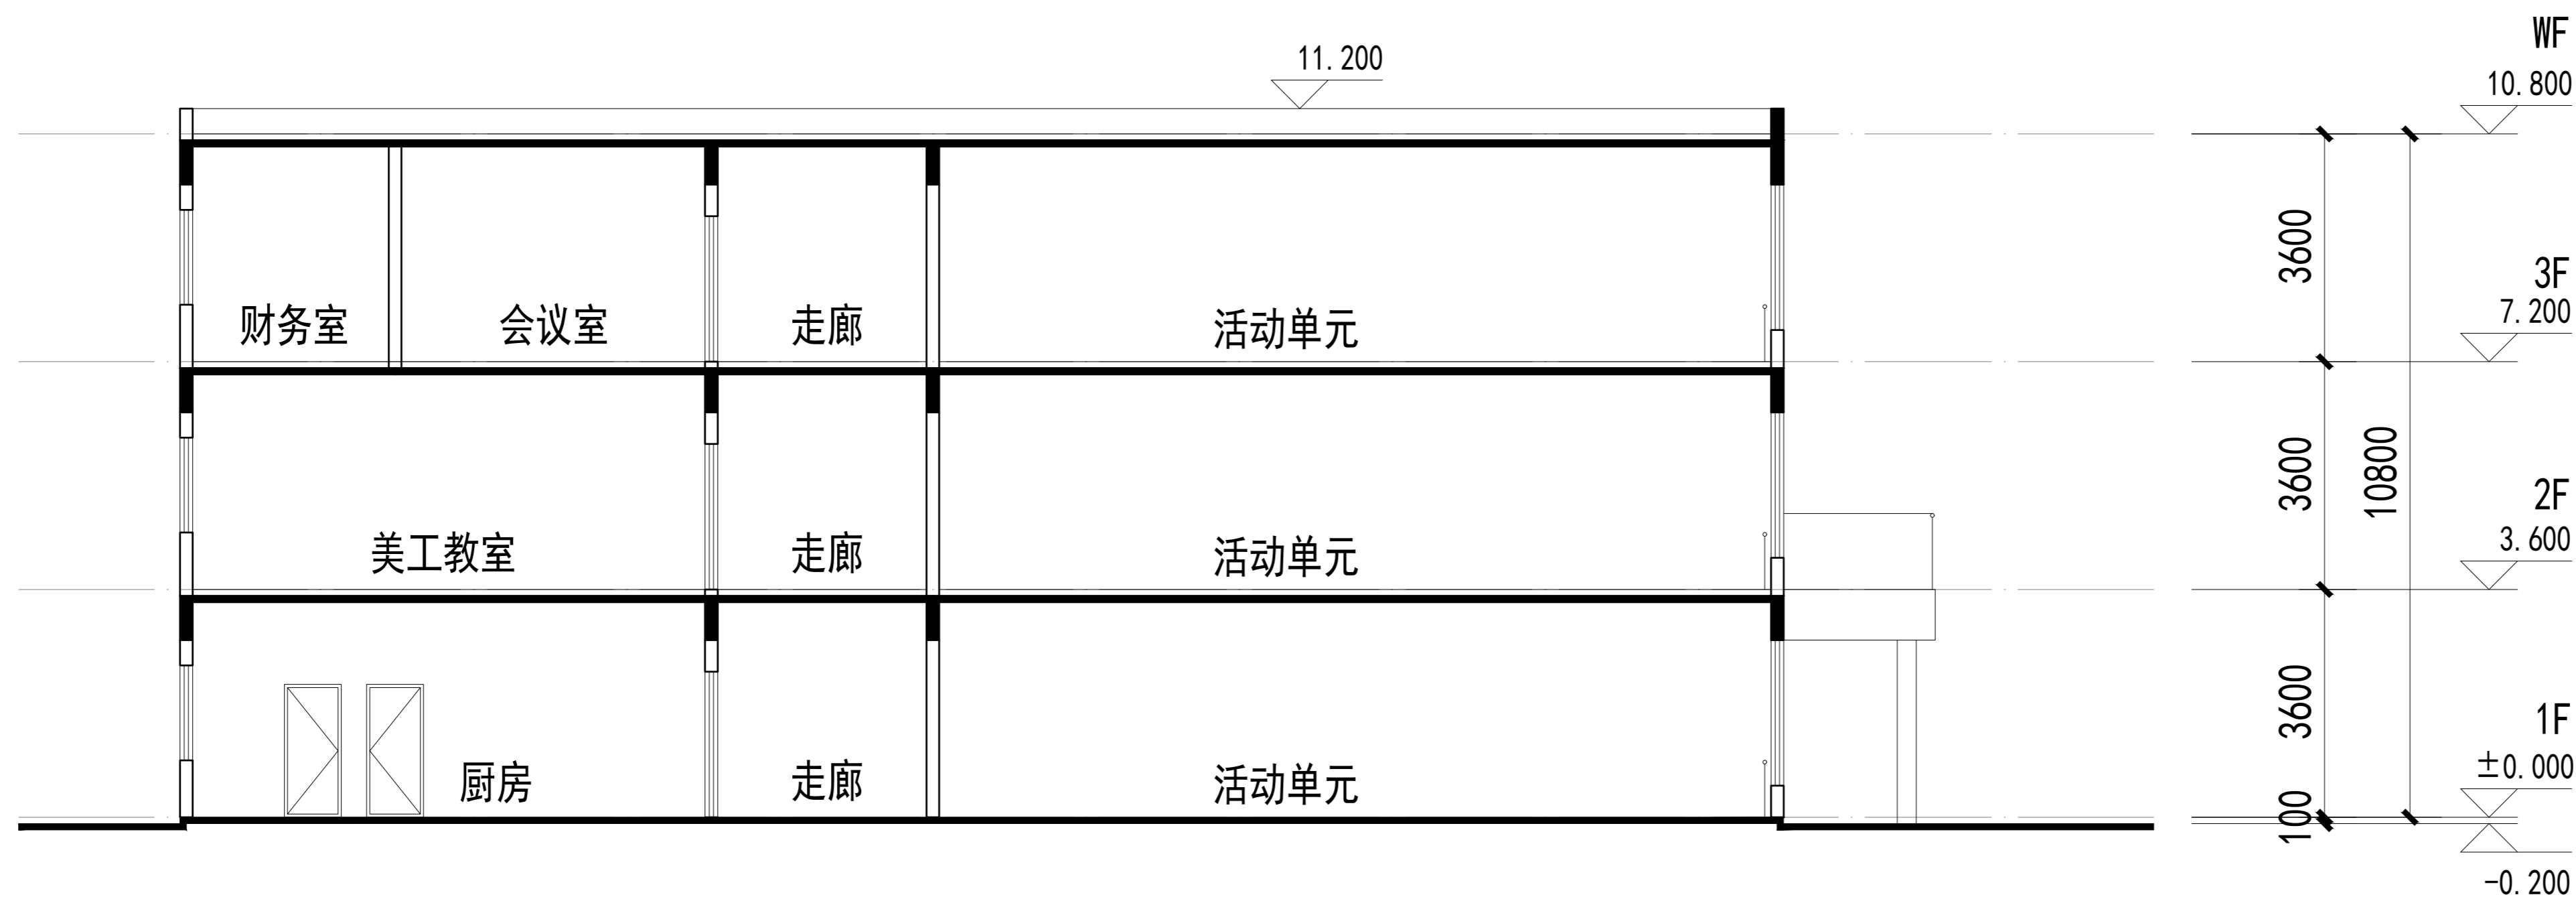 WF
11.200
10.800
3600
3F
7.200
财务室
会议室
走廊
活动单元
3600
10800
2F
3.600
美工教室
走廊
活动单元
3600
1F
±0.000
厨房
走廊
活动单元
100
-0.200